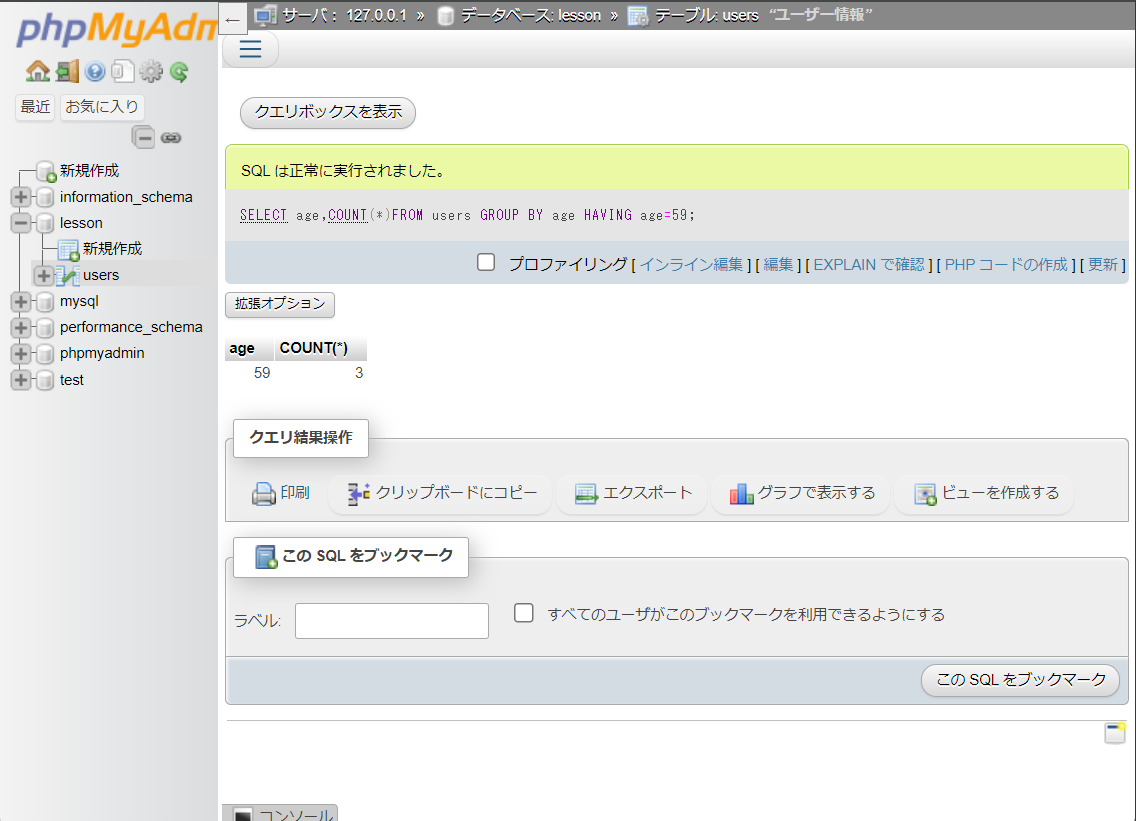 phpMyAdm
最近 お気に入り
新規作成
information_schema
lesson
新規作成
users
mysql
performance_schema
phpmyadmin
test
← サーバ: 127.0.0.1 » データベース: lesson » テーブル: users “ユーザー情報”
クエリボックスを表示
SQL は正常に実行されました。
SELECT age,COUNT(*)FROM users GROUP BY age HAVING age=59;
プロファイリング [ インライン編集 ] [ 編集 ] [ EXPLAIN で確認 ] [ PHP コードの作成 ] [ 更新 ]
拡張オプション
age COUNT(*)
59 3
クエリ結果操作
印刷 クリップボードにコピー エクスポート グラフで表示する ビューを作成する
この SQL をブックマーク
ラベル: すべてのユーザがこのブックマークを利用できるようにする
この SQL をブックマーク
コンソール